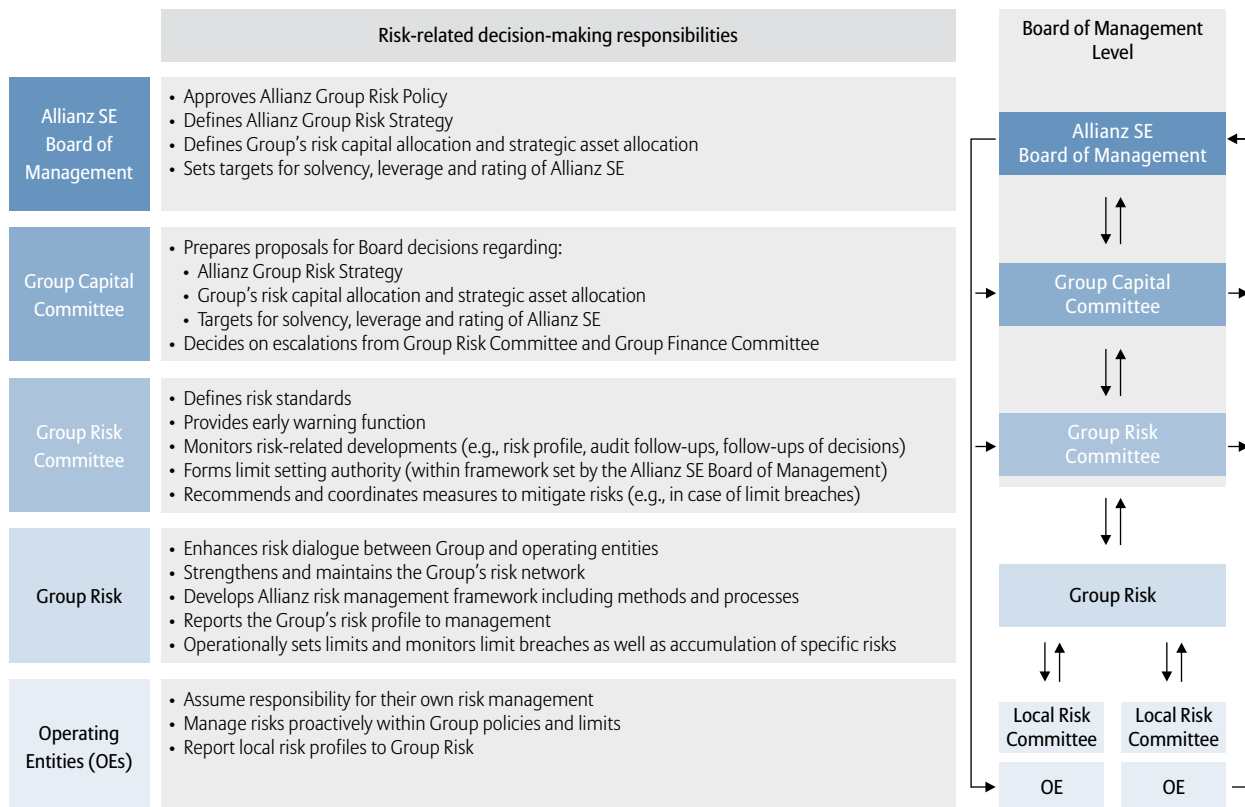 Risk-related decision-making responsibilities
Allianz SE
Board of
Management
• Approves Allianz Group Risk Policy
• Defines Allianz Group Risk Strategy
• Defines Group's risk capital allocation and strategic asset allocation
• Sets targets for solvency, leverage and rating of Allianz SE
Group Capital
Committee
• Prepares proposals for Board decisions regarding:
• Allianz Group Risk Strategy
• Group's risk capital allocation and strategic asset allocation
• Targets for solvency, leverage and rating of Allianz SE
• Decides on escalations from Group Risk Committee and Group Finance Committee
Group Risk
Committee
• Defines risk standards
• Provides early warning function
• Monitors risk-related developments (e.g., risk profile, audit follow-ups, follow-ups of decisions)
• Forms limit setting authority (within framework set by the Allianz SE Board of Management)
• Recommends and coordinates measures to mitigate risks (e.g., in case of limit breaches)
Group Risk
• Enhances risk dialogue between Group and operating entities
• Strengthens and maintains the Group's risk network
• Develops Allianz risk management framework including methods and processes
• Reports the Group's risk profile to management
• Operationally sets limits and monitors limit breaches as well as accumulation of specific risks
Operating
Entities (OEs)
• Assume responsibility for their own risk management
• Manage risks proactively within Group policies and limits
• Report local risk profiles to Group Risk
Board of Management
Level
Allianz SE
Board of Management
Group Capital
Committee
Group Risk
Committee
Group Risk
Local Risk
Committee
Local Risk
Committee
OE
OE